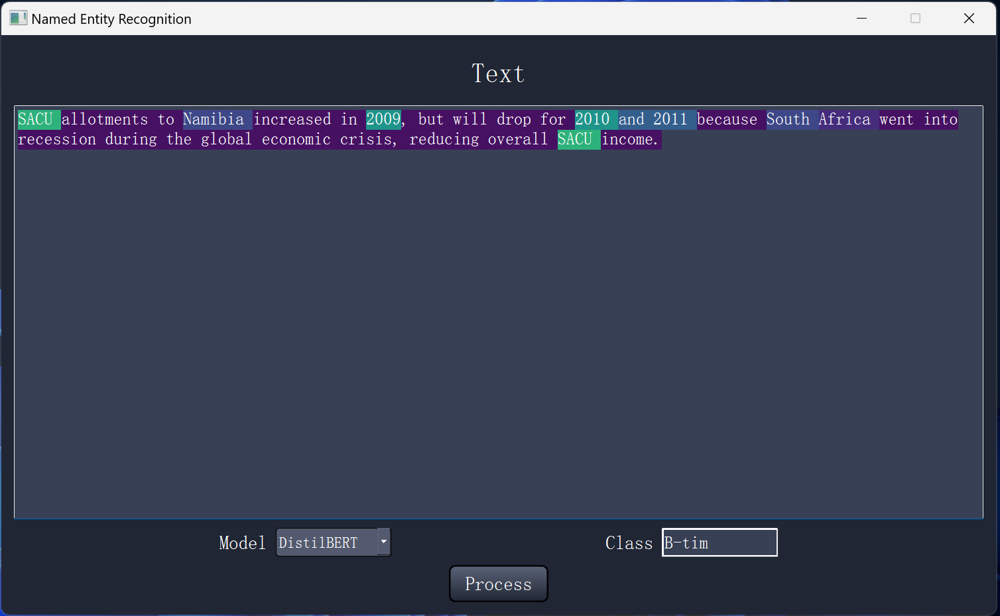 Named Entity Recognition
Text
SACU allotments to Namibia increased in 2009, but will drop for 2010 and 2011 because South Africa went into
recession during the global economic crisis, reducing overall SACU income.
Model DistilBERT Class B-tim
Process